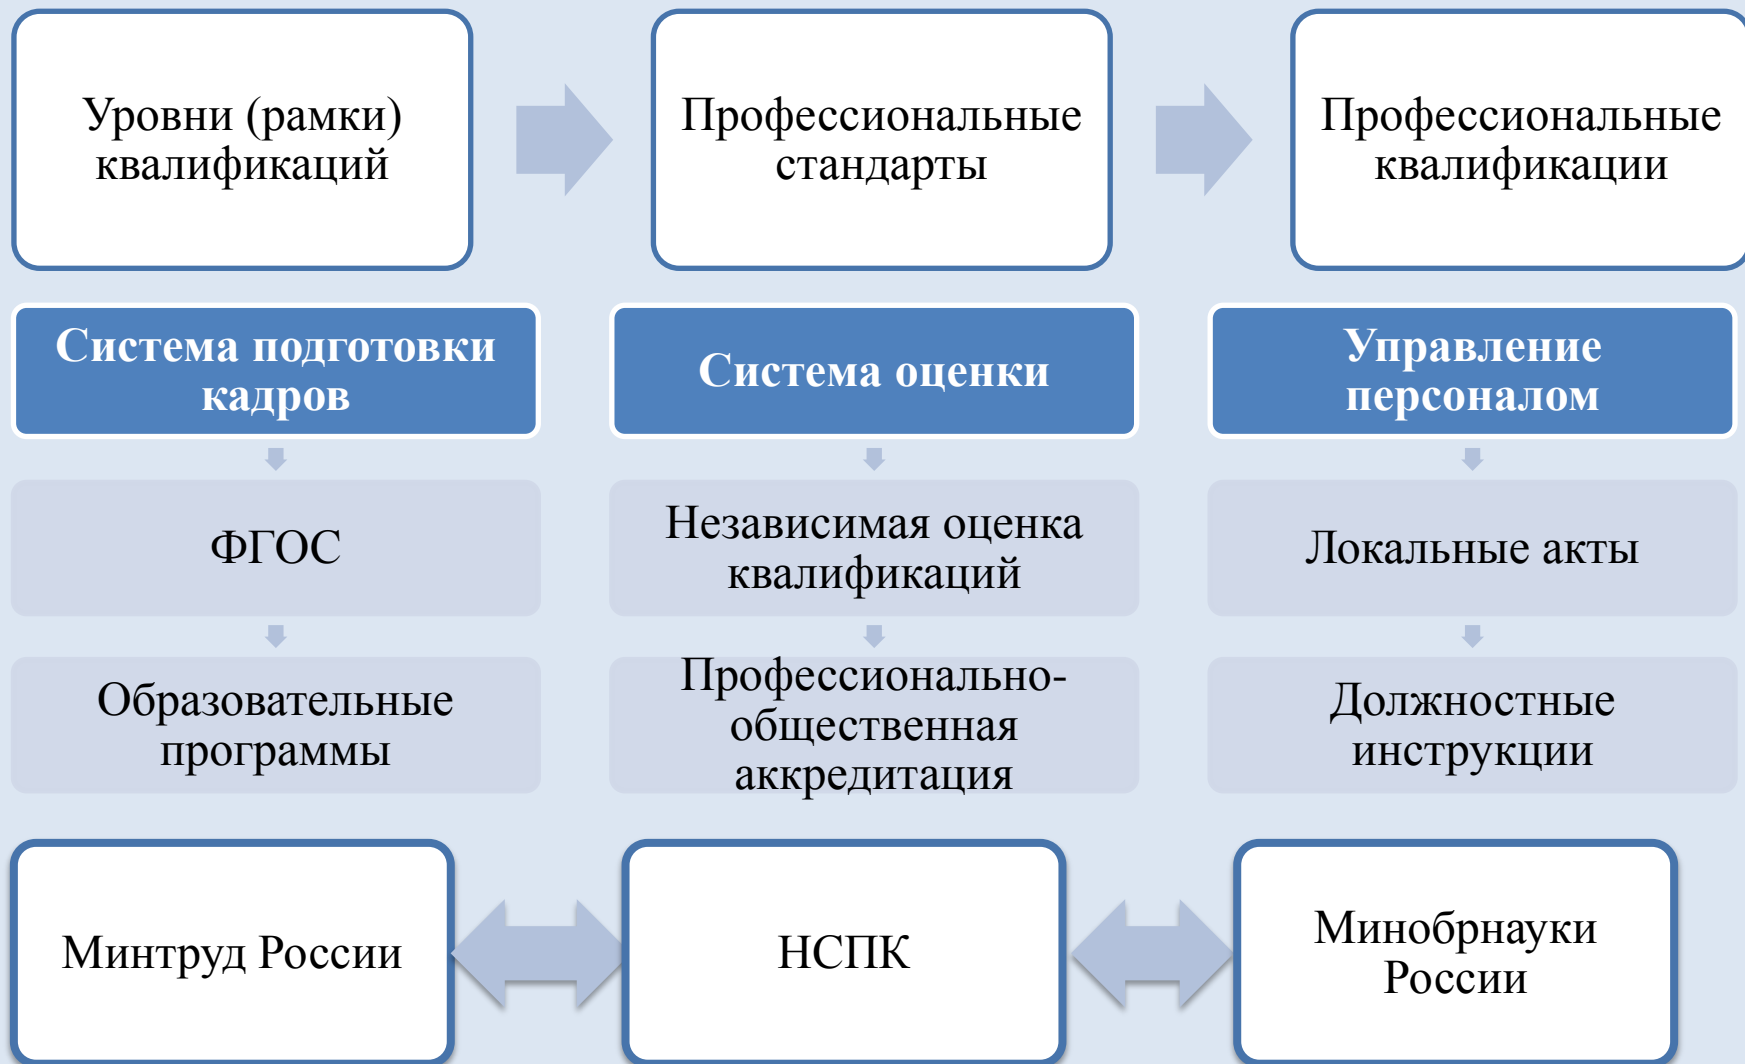 Уровни (рамки)
квалификаций
Профессиональные
стандарты
Профессиональные
квалификации
Система подготовки
кадров
Система оценки
Управление
персоналом
ФГОС
Независимая оценка
квалификаций
Локальные акты
Образовательные
программы
Профессионально-
общественная
аккредитация
Должностные
инструкции
Минтруд России
НСПК
Минобрнауки
России